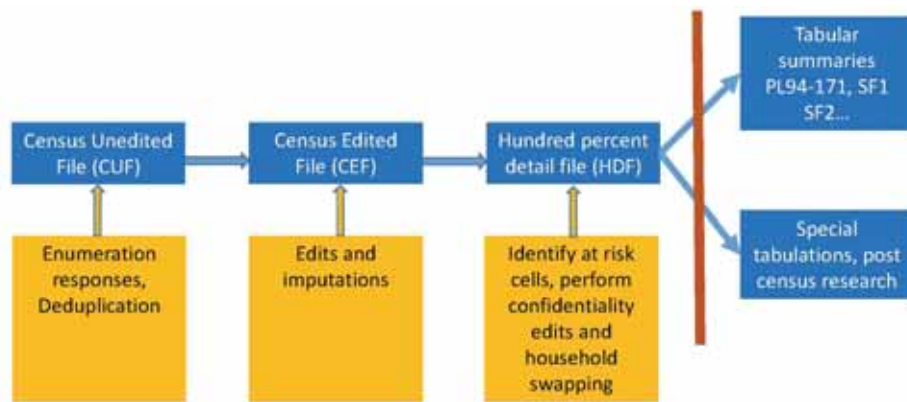 Tabular
summaries
PL94-171, SF1
SF2...
Census Unedited
File (CUF)
Census Edited
File (CEF)
Hundred percent
detail file (HDF)
Special
tabulations, post
census research
Enumeration
responses,
Deduplication
Edits and
imputations
Identify at risk
cells, perform
confidentiality
edits and
household
swapping